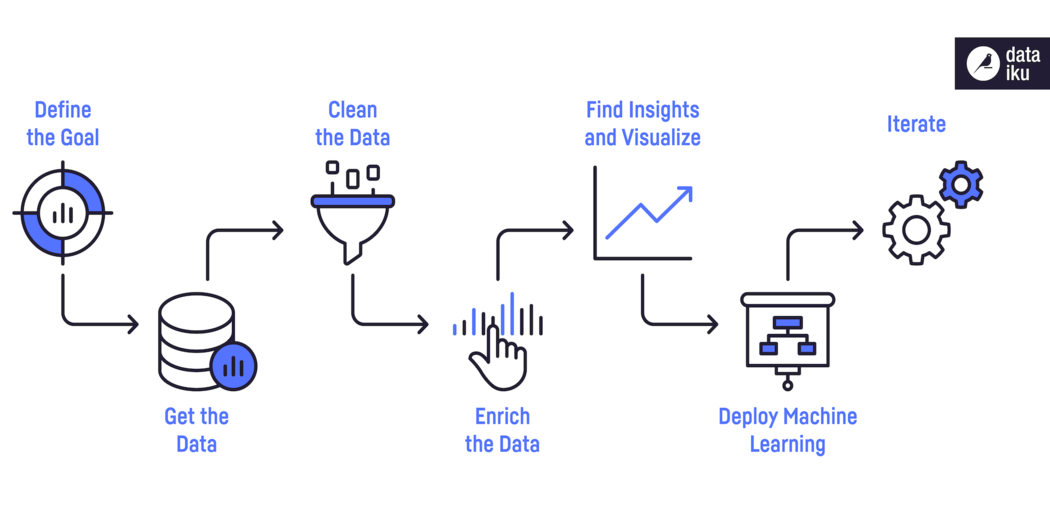 data
iku
Define
the Goal
Get the
Data
Clean
the Data
Enrich
the Data
Find Insights
and Visualize
Deploy Machine
Learning
Iterate